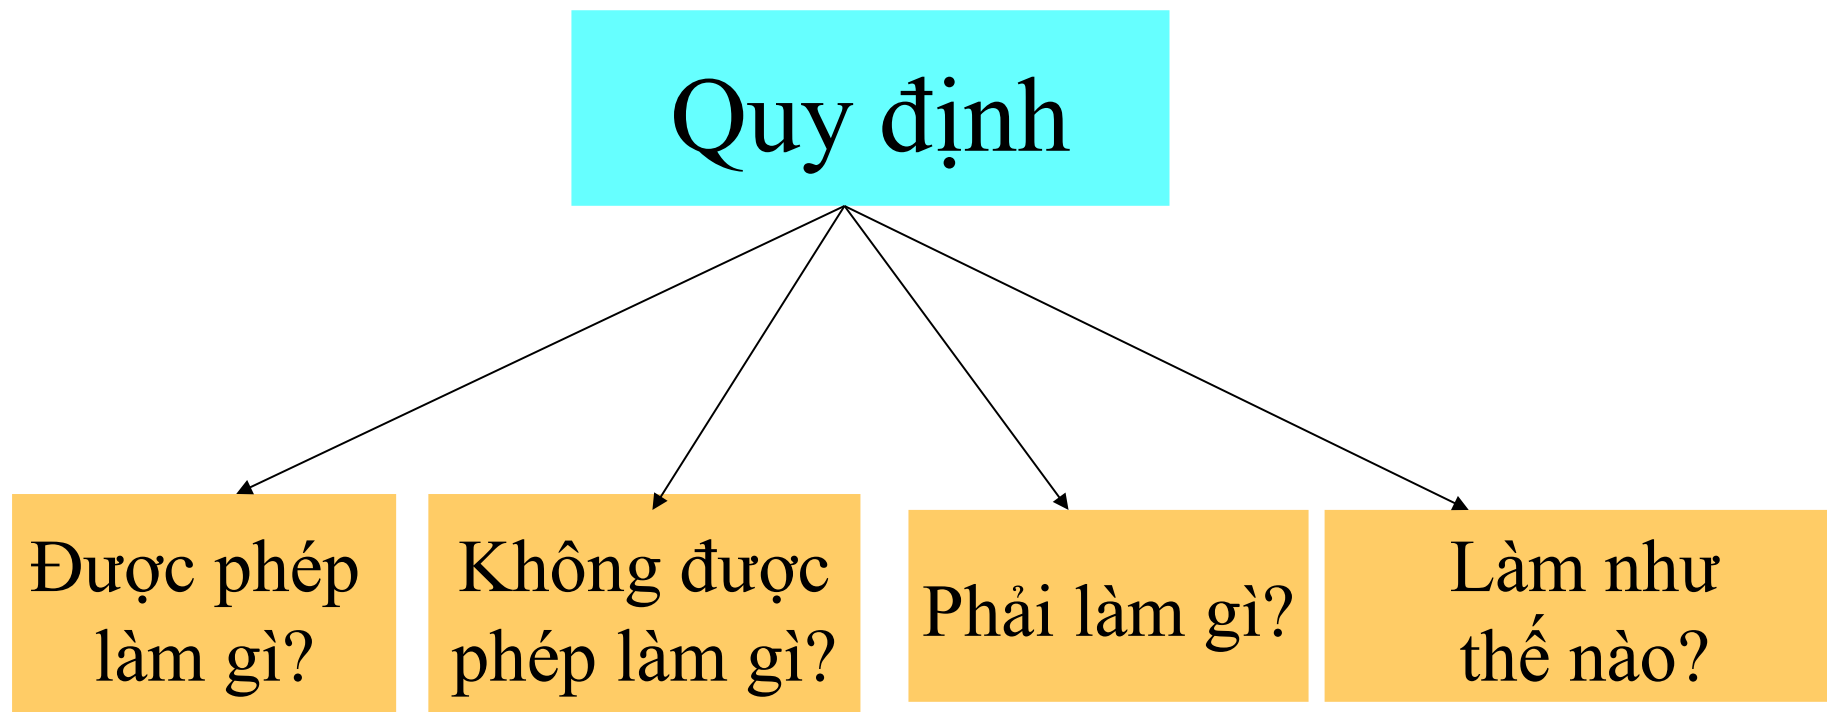 Quy định
Được phép
làm gì?
Không được
phép làm gì?
Phải làm gì?
Làm như
thế nào?